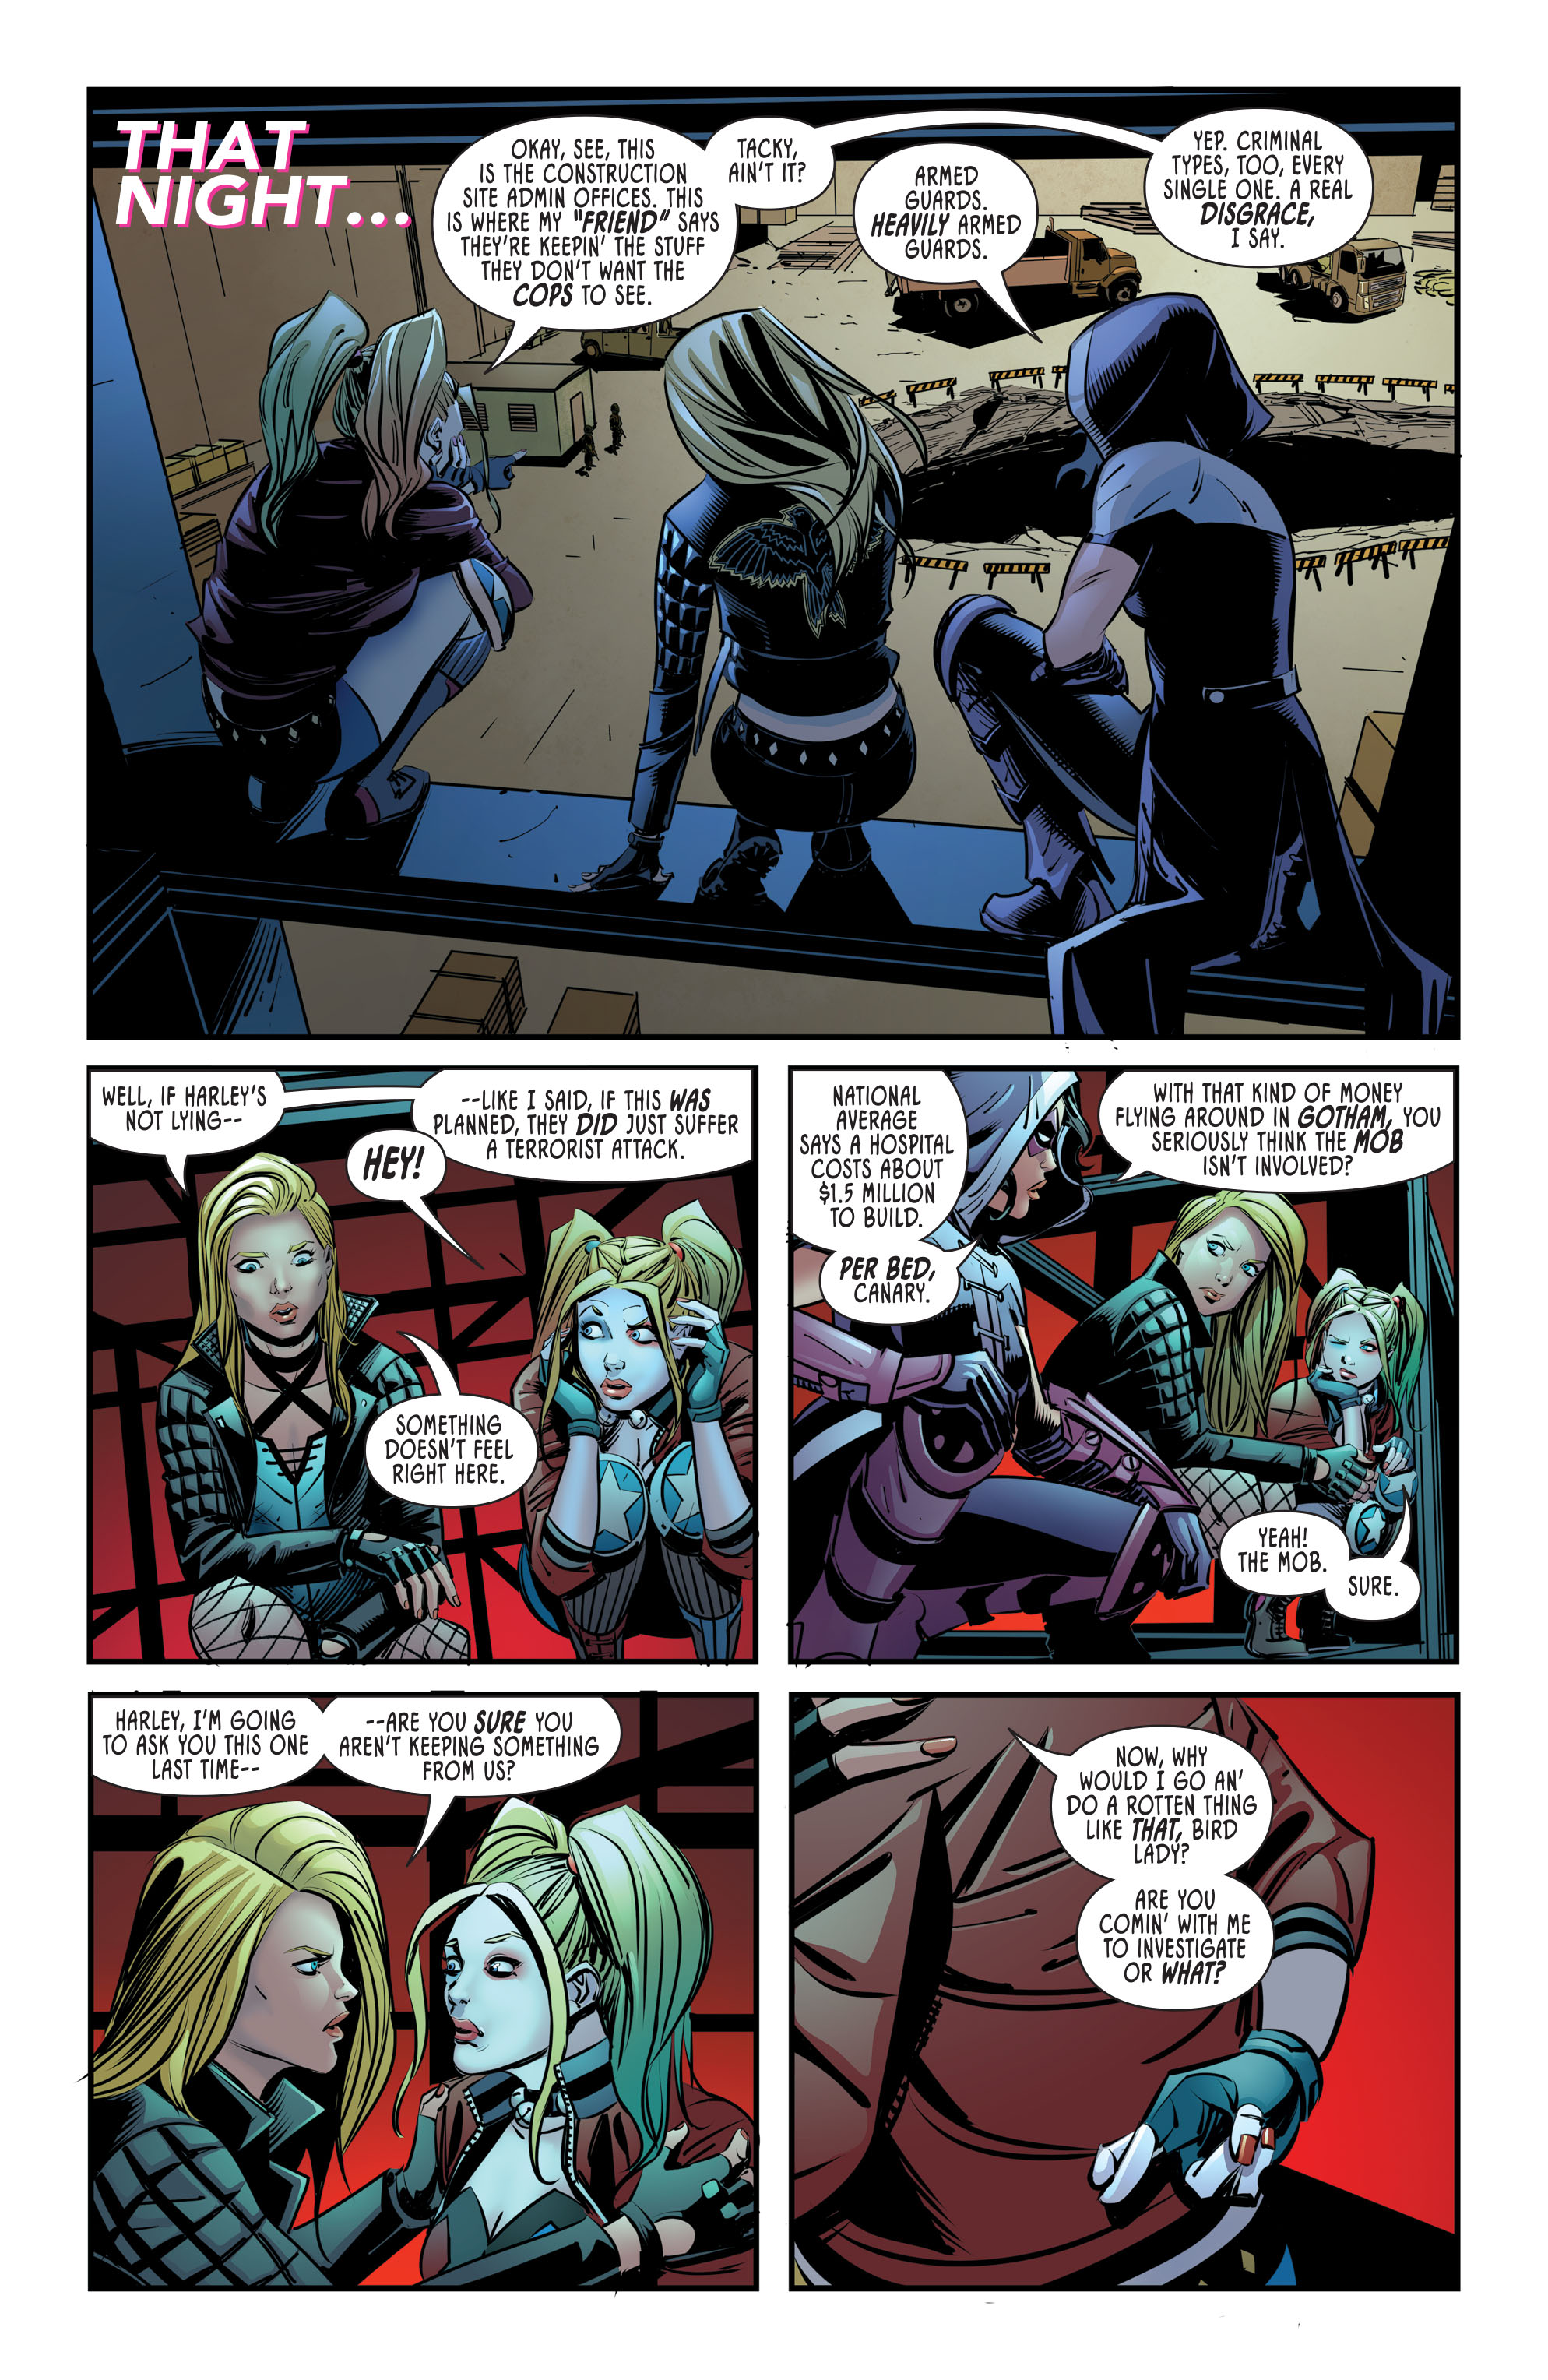 THAT
NIGHT...
OKAY, SEE, THIS
IS THE CONSTRUCTION
SITE ADMIN OFFICES. THIS
IS WHERE MY "FRIEND" SAYS
THEY'RE KEEPIN' THE STUFF
THEY DON'T WANT THE
COPS TO SEE.
ARMED
GUARDS.
HEAVILY ARMED
GUARDS.
YEP. CRIMINAL
TYPES, TOO, EVERY
SINGLE ONE. A REAL
DISGRACE,
I SAY.
TACKY,
AIN'T IT?
WELL, IF HARLEY'S
NOT LYING--
HEY!
--LIKE I SAID, IF THIS WAS
PLANNED, THEY DID JUST SUFFER
A TERRORIST ATTACK.
SOMETHING
DOESN'T FEEL
RIGHT HERE.
NATIONAL
AVERAGE
SAYS A HOSPITAL
COSTS ABOUT
$1.5 MILLION
TO BUILD.
PER BED,
CANARY.
WITH THAT KIND OF MONEY
FLYING AROUND IN GOTHAM, YOU
SERIOUSLY THINK THE MOB
ISN'T INVOLVED?
YEAH!
THE MOB.
SURE.
HARLEY, I'M GOING
TO ASK YOU THIS ONE
LAST TIME--
--ARE YOU SURE YOU
AREN'T KEEPING SOMETHING
FROM US?
NOW, WHY
WOULD I GO AN'
DO A ROTTEN THING
LIKE THAT, BIRD
LADY?
ARE YOU
COMIN' WITH ME
TO INVESTIGATE
OR WHAT?